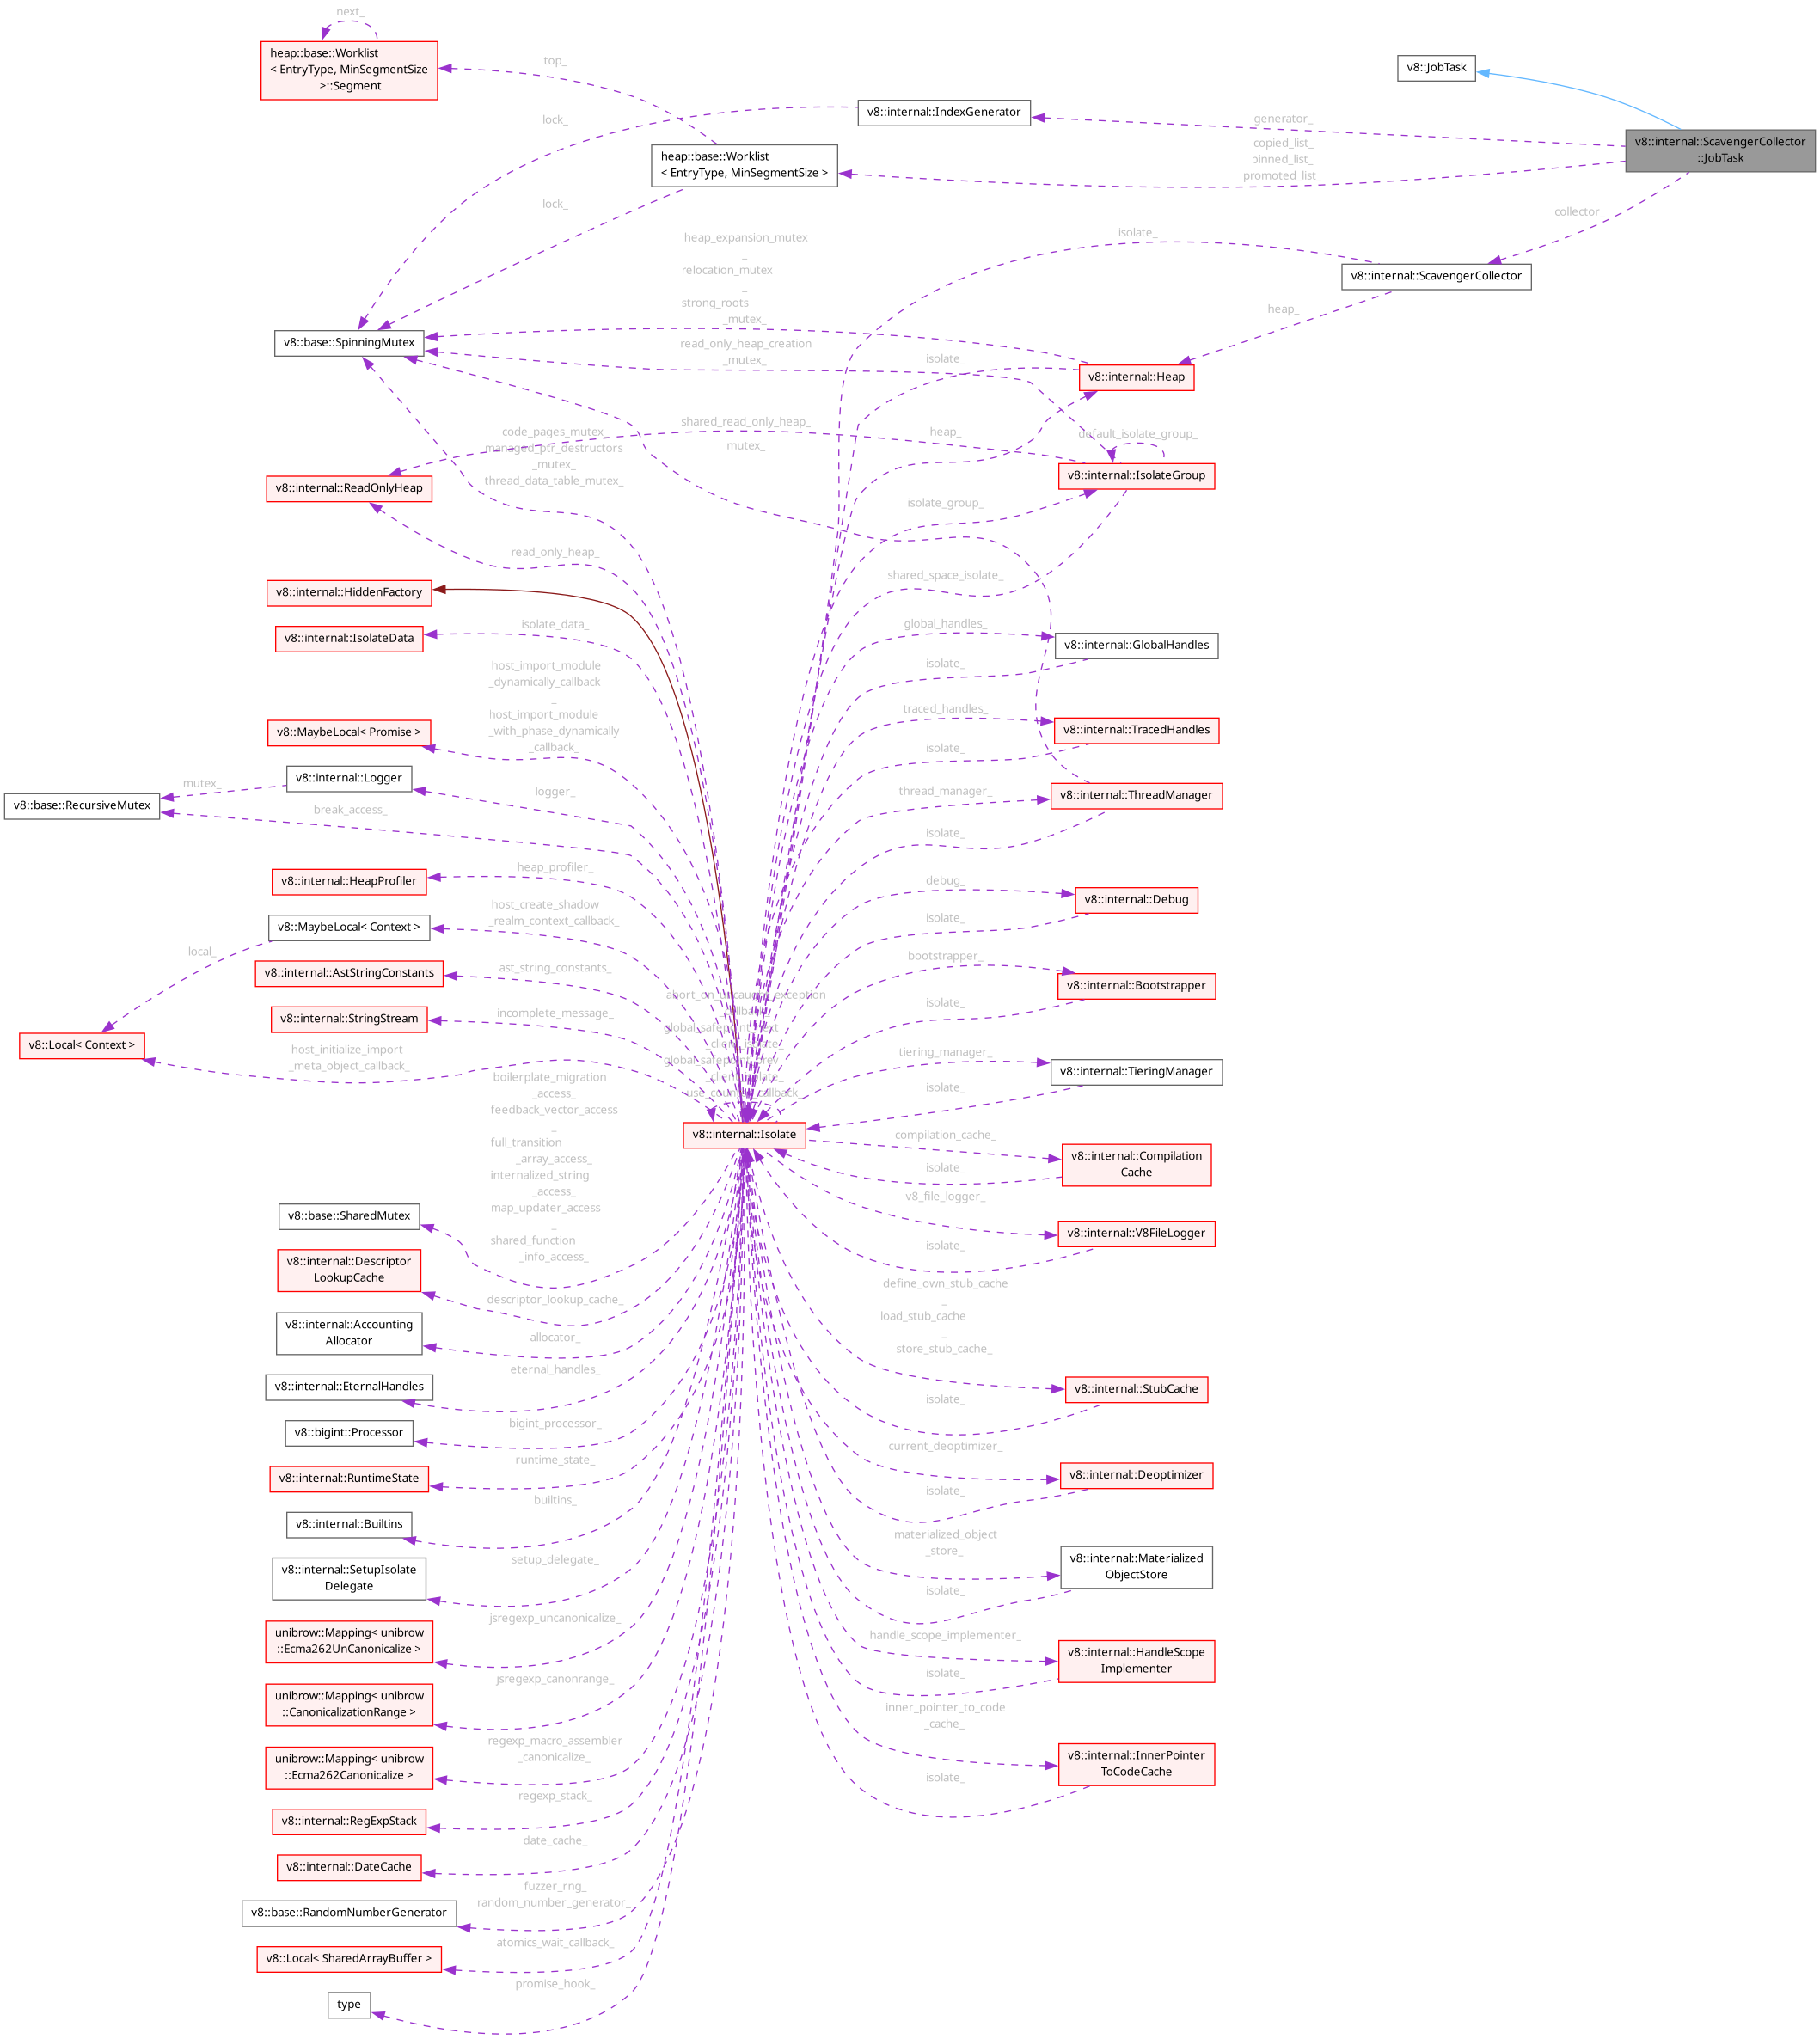 next_
heap::base::Worklist
< EntryType, MinSegmentSize
>::Segment
top_
v8::JobTask
lock_
v8::internal::IndexGenerator
generator_
v8::internal::ScavengerCollector
::JobTask
heap::base::Worklist
< EntryType, MinSegmentSize >
copied_list_
pinned_list_
promoted_list_
lock_
collector_
heap_expansion_mutex
_
relocation_mutex
_
strong_roots
_mutex_
isolate_
v8::internal::ScavengerCollector
heap_
v8::base::SpinningMutex
read_only_heap_creation
_mutex_
isolate_
v8::internal::Heap
code_pages_mutex_
managed_ptr_destructors
_mutex_
thread_data_table_mutex_
shared_read_only_heap_
mutex_
heap_
default_isolate_group_
v8::internal::IsolateGroup
v8::internal::ReadOnlyHeap
isolate_group_
read_only_heap_
shared_space_isolate_
v8::internal::HiddenFactory
v8::internal::IsolateData
isolate_data_
global_handles_
v8::internal::GlobalHandles
isolate_
host_import_module
_dynamically_callback
_
host_import_module
_with_phase_dynamically
_callback_
v8::MaybeLocal< Promise >
traced_handles_
v8::internal::TracedHandles
isolate_
v8::internal::Logger
mutex_
v8::base::RecursiveMutex
logger_
break_access_
thread_manager_
v8::internal::ThreadManager
isolate_
v8::internal::HeapProfiler
heap_profiler_
debug_
v8::internal::Debug
isolate_
v8::MaybeLocal< Context >
host_create_shadow
_realm_context_callback_
local_
v8::internal::AstStringConstants
ast_string_constants_
bootstrapper_
v8::internal::Bootstrapper
isolate_
v8::internal::StringStream
incomplete_message_
abort_on_uncaught_exception
_callback_
global_safepoint_next
_client_isolate_
global_safepoint_prev
_client_isolate_
use_counter_callback_
v8::Local< Context >
host_initialize_import
_meta_object_callback_
tiering_manager_
v8::internal::TieringManager
isolate_
v8::internal::Isolate
boilerplate_migration
_access_
feedback_vector_access
_
full_transition
_array_access_
internalized_string
_access_
map_updater_access
_
shared_function
_info_access_
compilation_cache_
v8::internal::Compilation
Cache
isolate_
v8::base::SharedMutex
v8_file_logger_
v8::internal::V8FileLogger
isolate_
v8::internal::Descriptor
LookupCache
descriptor_lookup_cache_
define_own_stub_cache
_
load_stub_cache
_
store_stub_cache_
v8::internal::Accounting
Allocator
allocator_
v8::internal::EternalHandles
eternal_handles_
v8::internal::StubCache
isolate_
v8::bigint::Processor
bigint_processor_
current_deoptimizer_
v8::internal::Deoptimizer
isolate_
v8::internal::RuntimeState
runtime_state_
v8::internal::Builtins
builtins_
materialized_object
_store_
v8::internal::Materialized
ObjectStore
isolate_
v8::internal::SetupIsolate
Delegate
setup_delegate_
unibrow::Mapping< unibrow
::Ecma262UnCanonicalize >
jsregexp_uncanonicalize_
handle_scope_implementer_
v8::internal::HandleScope
Implementer
isolate_
unibrow::Mapping< unibrow
::CanonicalizationRange >
jsregexp_canonrange_
inner_pointer_to_code
_cache_
v8::internal::InnerPointer
ToCodeCache
isolate_
unibrow::Mapping< unibrow
::Ecma262Canonicalize >
regexp_macro_assembler
_canonicalize_
v8::internal::RegExpStack
regexp_stack_
v8::internal::DateCache
date_cache_
v8::base::RandomNumberGenerator
fuzzer_rng_
random_number_generator_
v8::Local< SharedArrayBuffer >
atomics_wait_callback_
type
promise_hook_